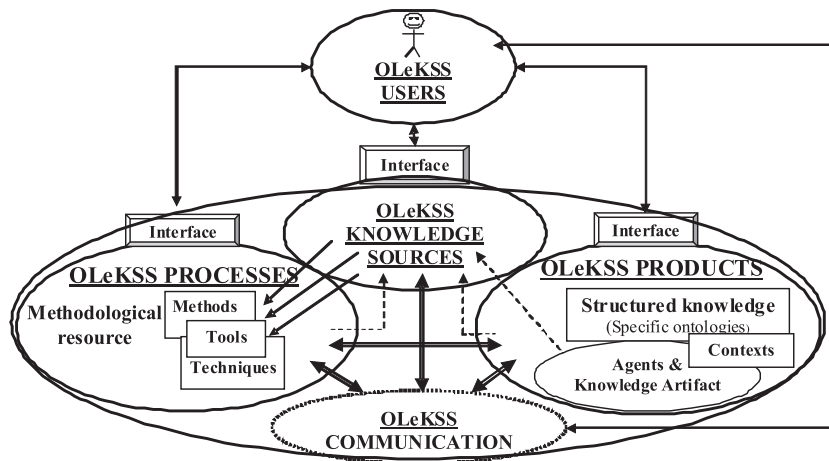 OLeKSS
USERS
Interface
OLeKSS
KNOWLEDGE
SOURCES
Interface
OLeKSS PROCESSES
Methodological
resource
Methods
Tools
Techniques
Interface
OLeKSS PRODUCTS
Structured knowledge
(Specific ontologies)
Contexts
Agents &
Knowledge Artifact
OLeKSS
COMMUNICATION